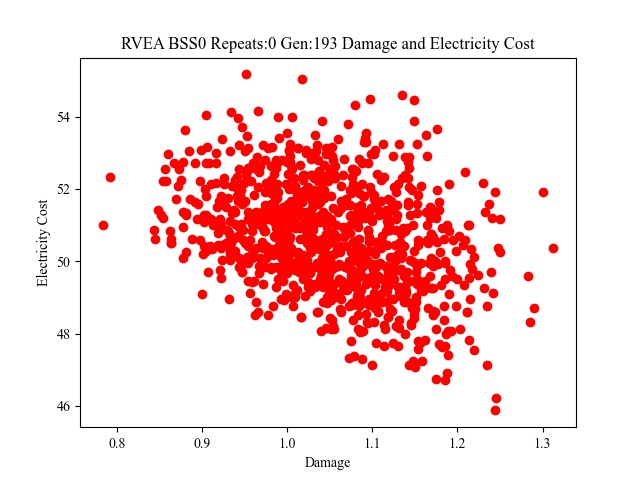 RVEA BSS0 Repeats:0 Gen:193 Damage and Electricity Cost
Electricity Cost
54
52
50
48
46
0.8 0.9 1.0 1.1 1.2 1.3
Damage